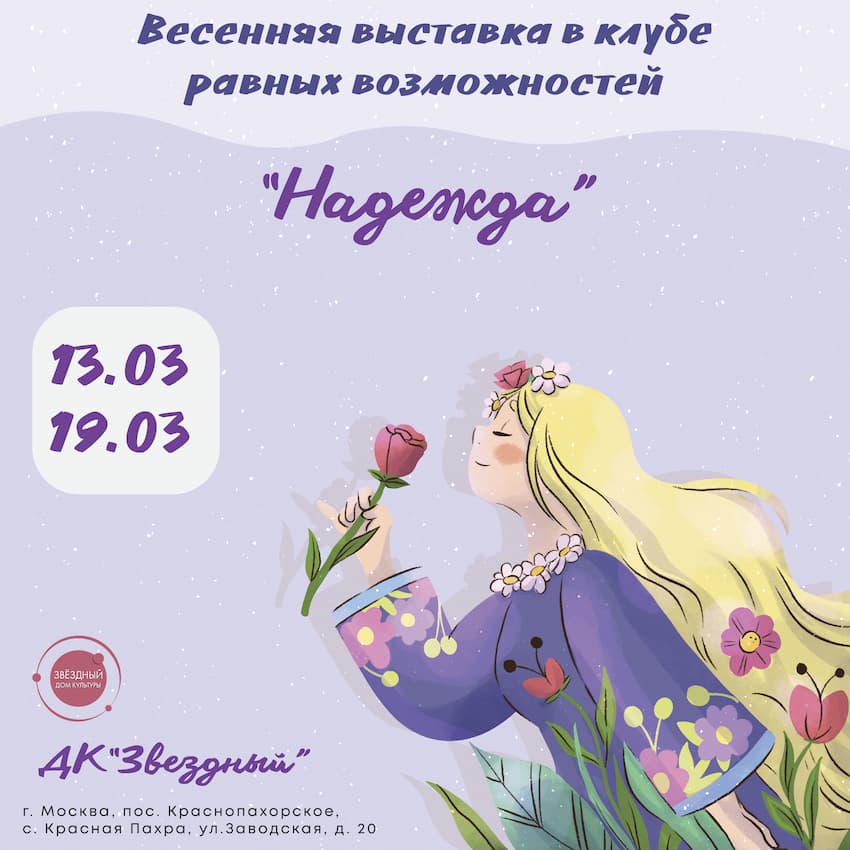 Весенняя выставка в клубе
равных возможностей
"Надежда"
13.03
19.03
ЗВЁЗДНЫЙ
ДОМ КУЛЬТУРЫ
ДК "Звездный"
г. Москва, пос. Краснопахорское,
с. Красная Пахра, ул.Заводская, д. 20